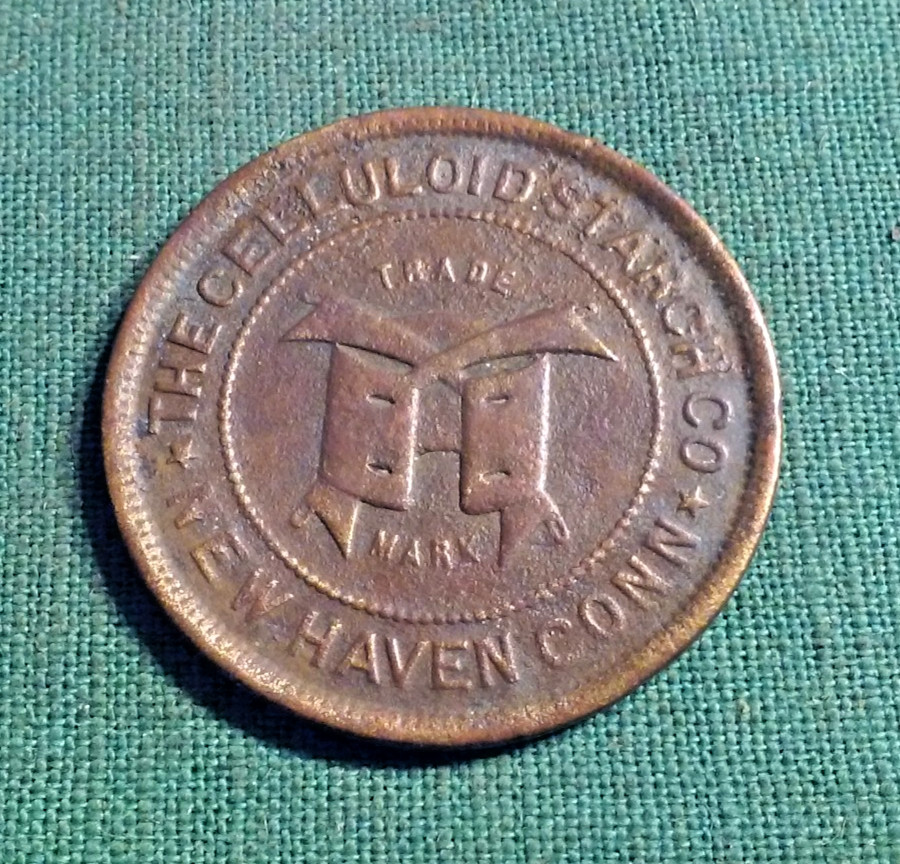 THE CELLULOID STARCH CO
NEW HAVEN CONN
TRADE
MARK